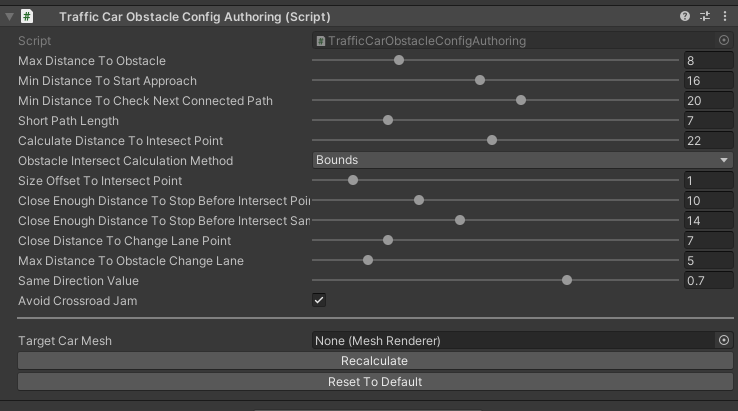 # Traffic Car Obstacle Config Authoring (Script)
Script # TrafficCarObstacleConfigAuthoring
Max Distance To Obstacle 8
Min Distance To Start Approach 16
Min Distance To Check Next Connected Path 20
Short Path Length 7
Calculate Distance To Intesect Point 22
Obstacle Intersect Calculation Method Bounds
Size Offset To Intersect Point 1
Close Enough Distance To Stop Before Intersect Poi 10
Close Enough Distance To Stop Before Intersect Sar 14
Close Distance To Change Lane Point 7
Max Distance To Obstacle Change Lane 5
Same Direction Value 0.7
Avoid Crossroad Jam
Target Car Mesh None (Mesh Renderer)
Recalculate
Reset To Default